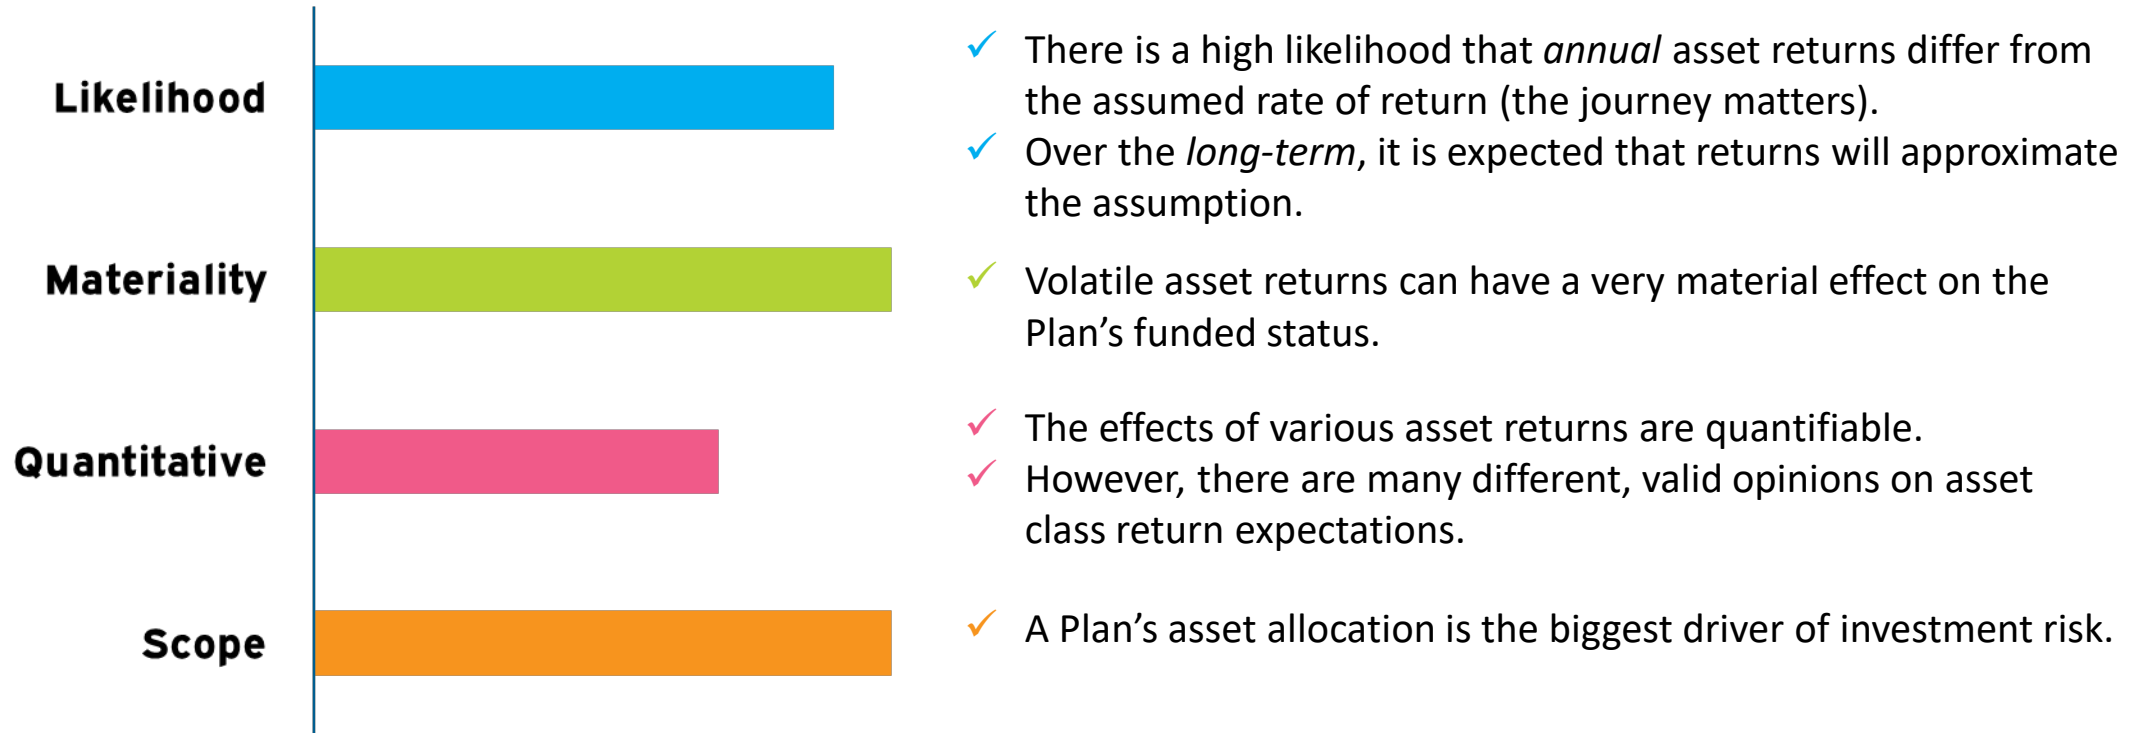 Likelihood
✓ There is a high likelihood that annual asset returns differ from
the assumed rate of return (the journey matters).
✓ Over the long-term, it is expected that returns will approximate
the assumption.
Materiality
✓ Volatile asset returns can have a very material effect on the
Plan’s funded status.
Quantitative
✓ The effects of various asset returns are quantifiable.
✓ However, there are many different, valid opinions on asset
class return expectations.
Scope
✓ A Plan’s asset allocation is the biggest driver of investment risk.